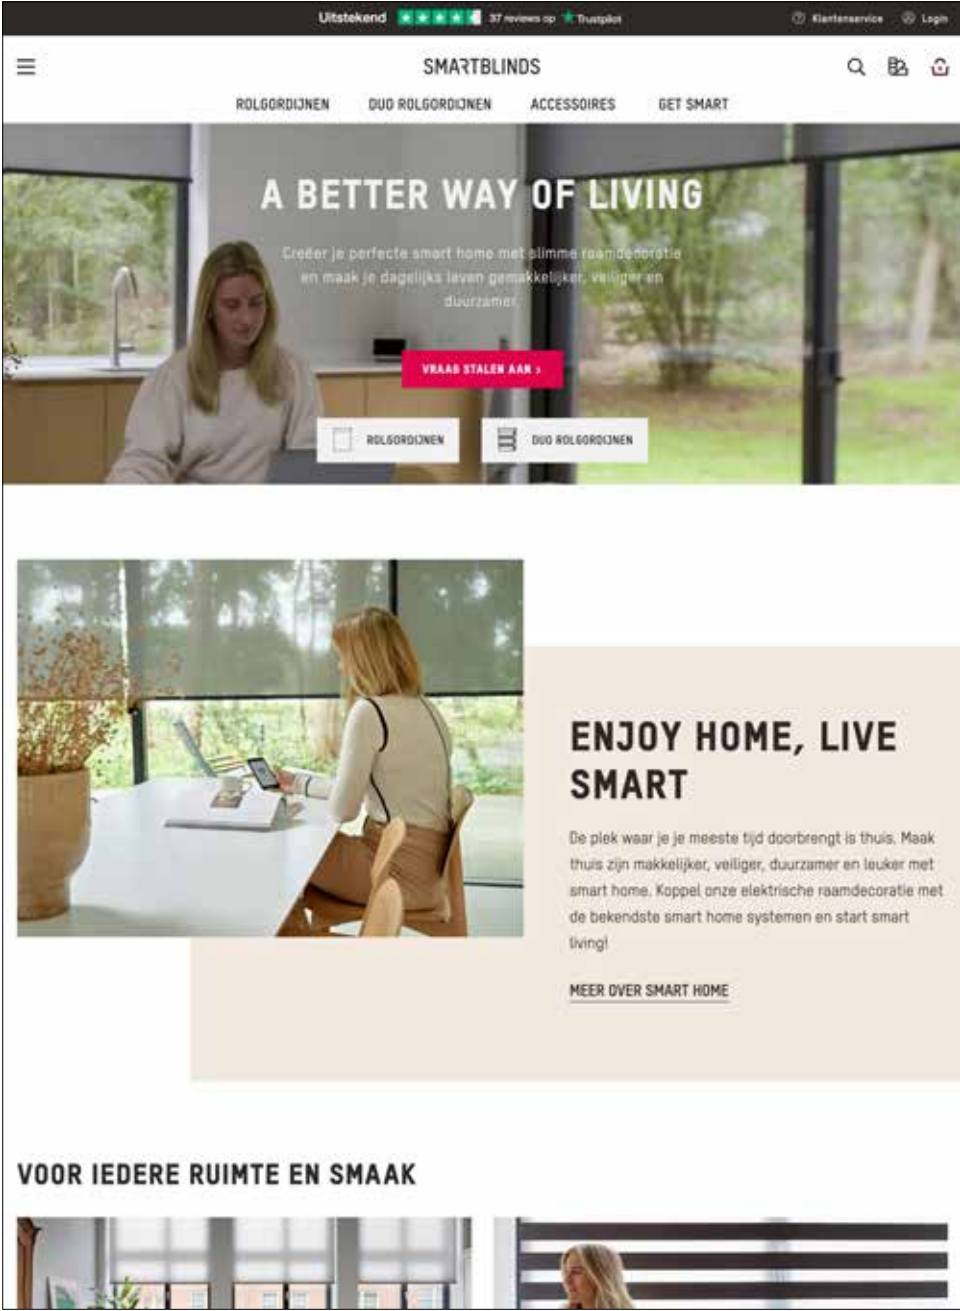 Uitstekend 37 reviews op Trustpilot Klantenservice Login
SMARTBLINDS
ROLGORDIJNEN DUO ROLGORDIJNEN ACCESSOIRES GET SMART
A BETTER WAY OF LIVING
Creëer je perfecte smart home met slimme raamdecoratie
en maak je dagelijks leven gemakkelijker, veiliger en
duurzamer.
VRAAG STALEN AAN >
ROLGORDIJNEN DUO ROLGORDIJNEN
ENJOY HOME, LIVE
SMART
De plek waar je je meeste tijd doorbrengt is thuis. Maak
thuis zijn makkelijker, veiliger, duurzamer en leuker met
smart home. Koppel onze elektrische raamdecoratie met
de bekendste smart home systemen en start smart
living!
MEER OVER SMART HOME
VOOR IEDERE RUIMTE EN SMAAK